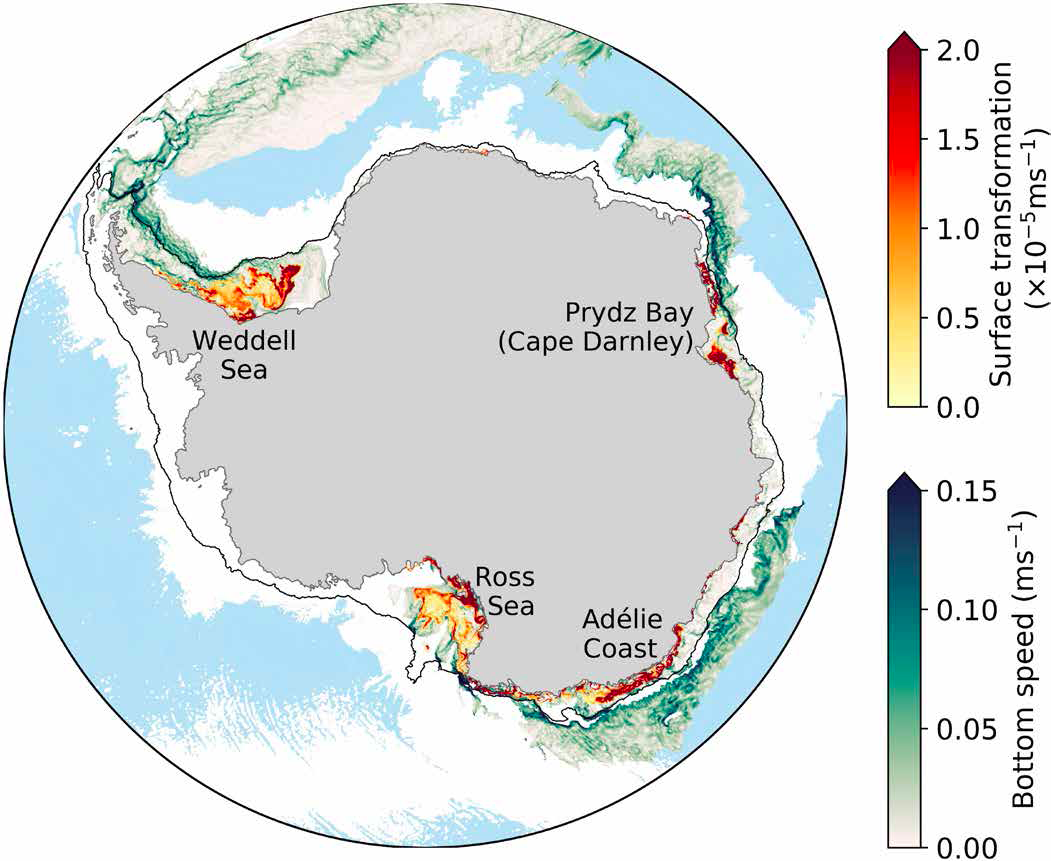 Weddell
Sea
Prydz Bay
(Cape Darnley)
Ross
Sea
Adélie
Coast
2.0
1.5
1.0
0.5
0.0
Surface transformation
(×10⁻⁵ms⁻¹)
0.15
0.10
0.05
0.00
Bottom speed (ms⁻¹)